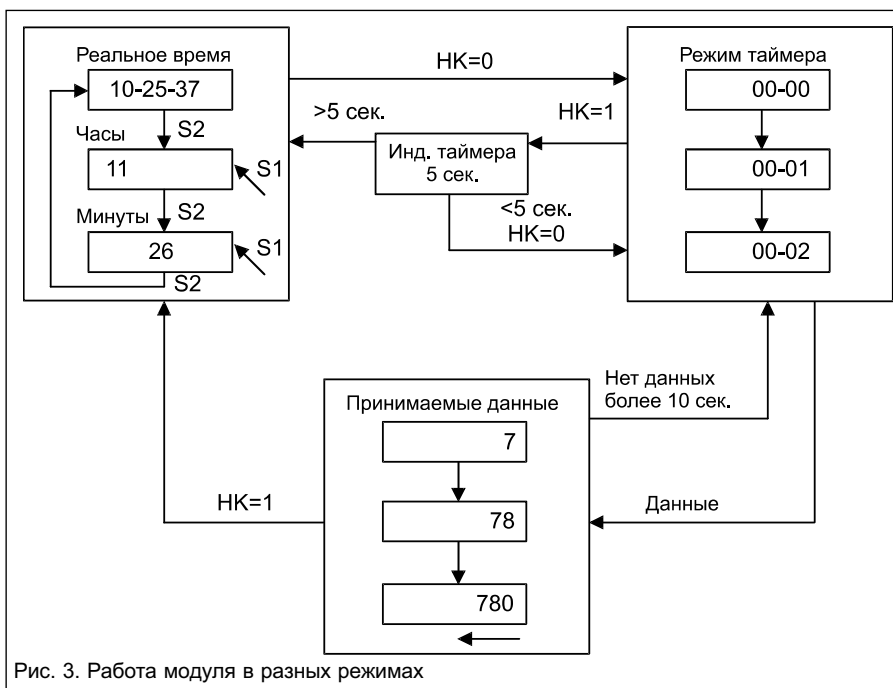 Реальное время
10-25-37
S2
Часы
11
S1
S2
Минуты
26
S1
S2
НК=0
>5 сек.
НК=1
Инд. таймера
5 сек.
<5 сек.
НК=0
Режим таймера
00-00
00-01
00-02
Принимаемые данные
7
78
780
НК=1
Нет данных
более 10 сек.
Данные
Рис. 3. Работа модуля в разных режимах